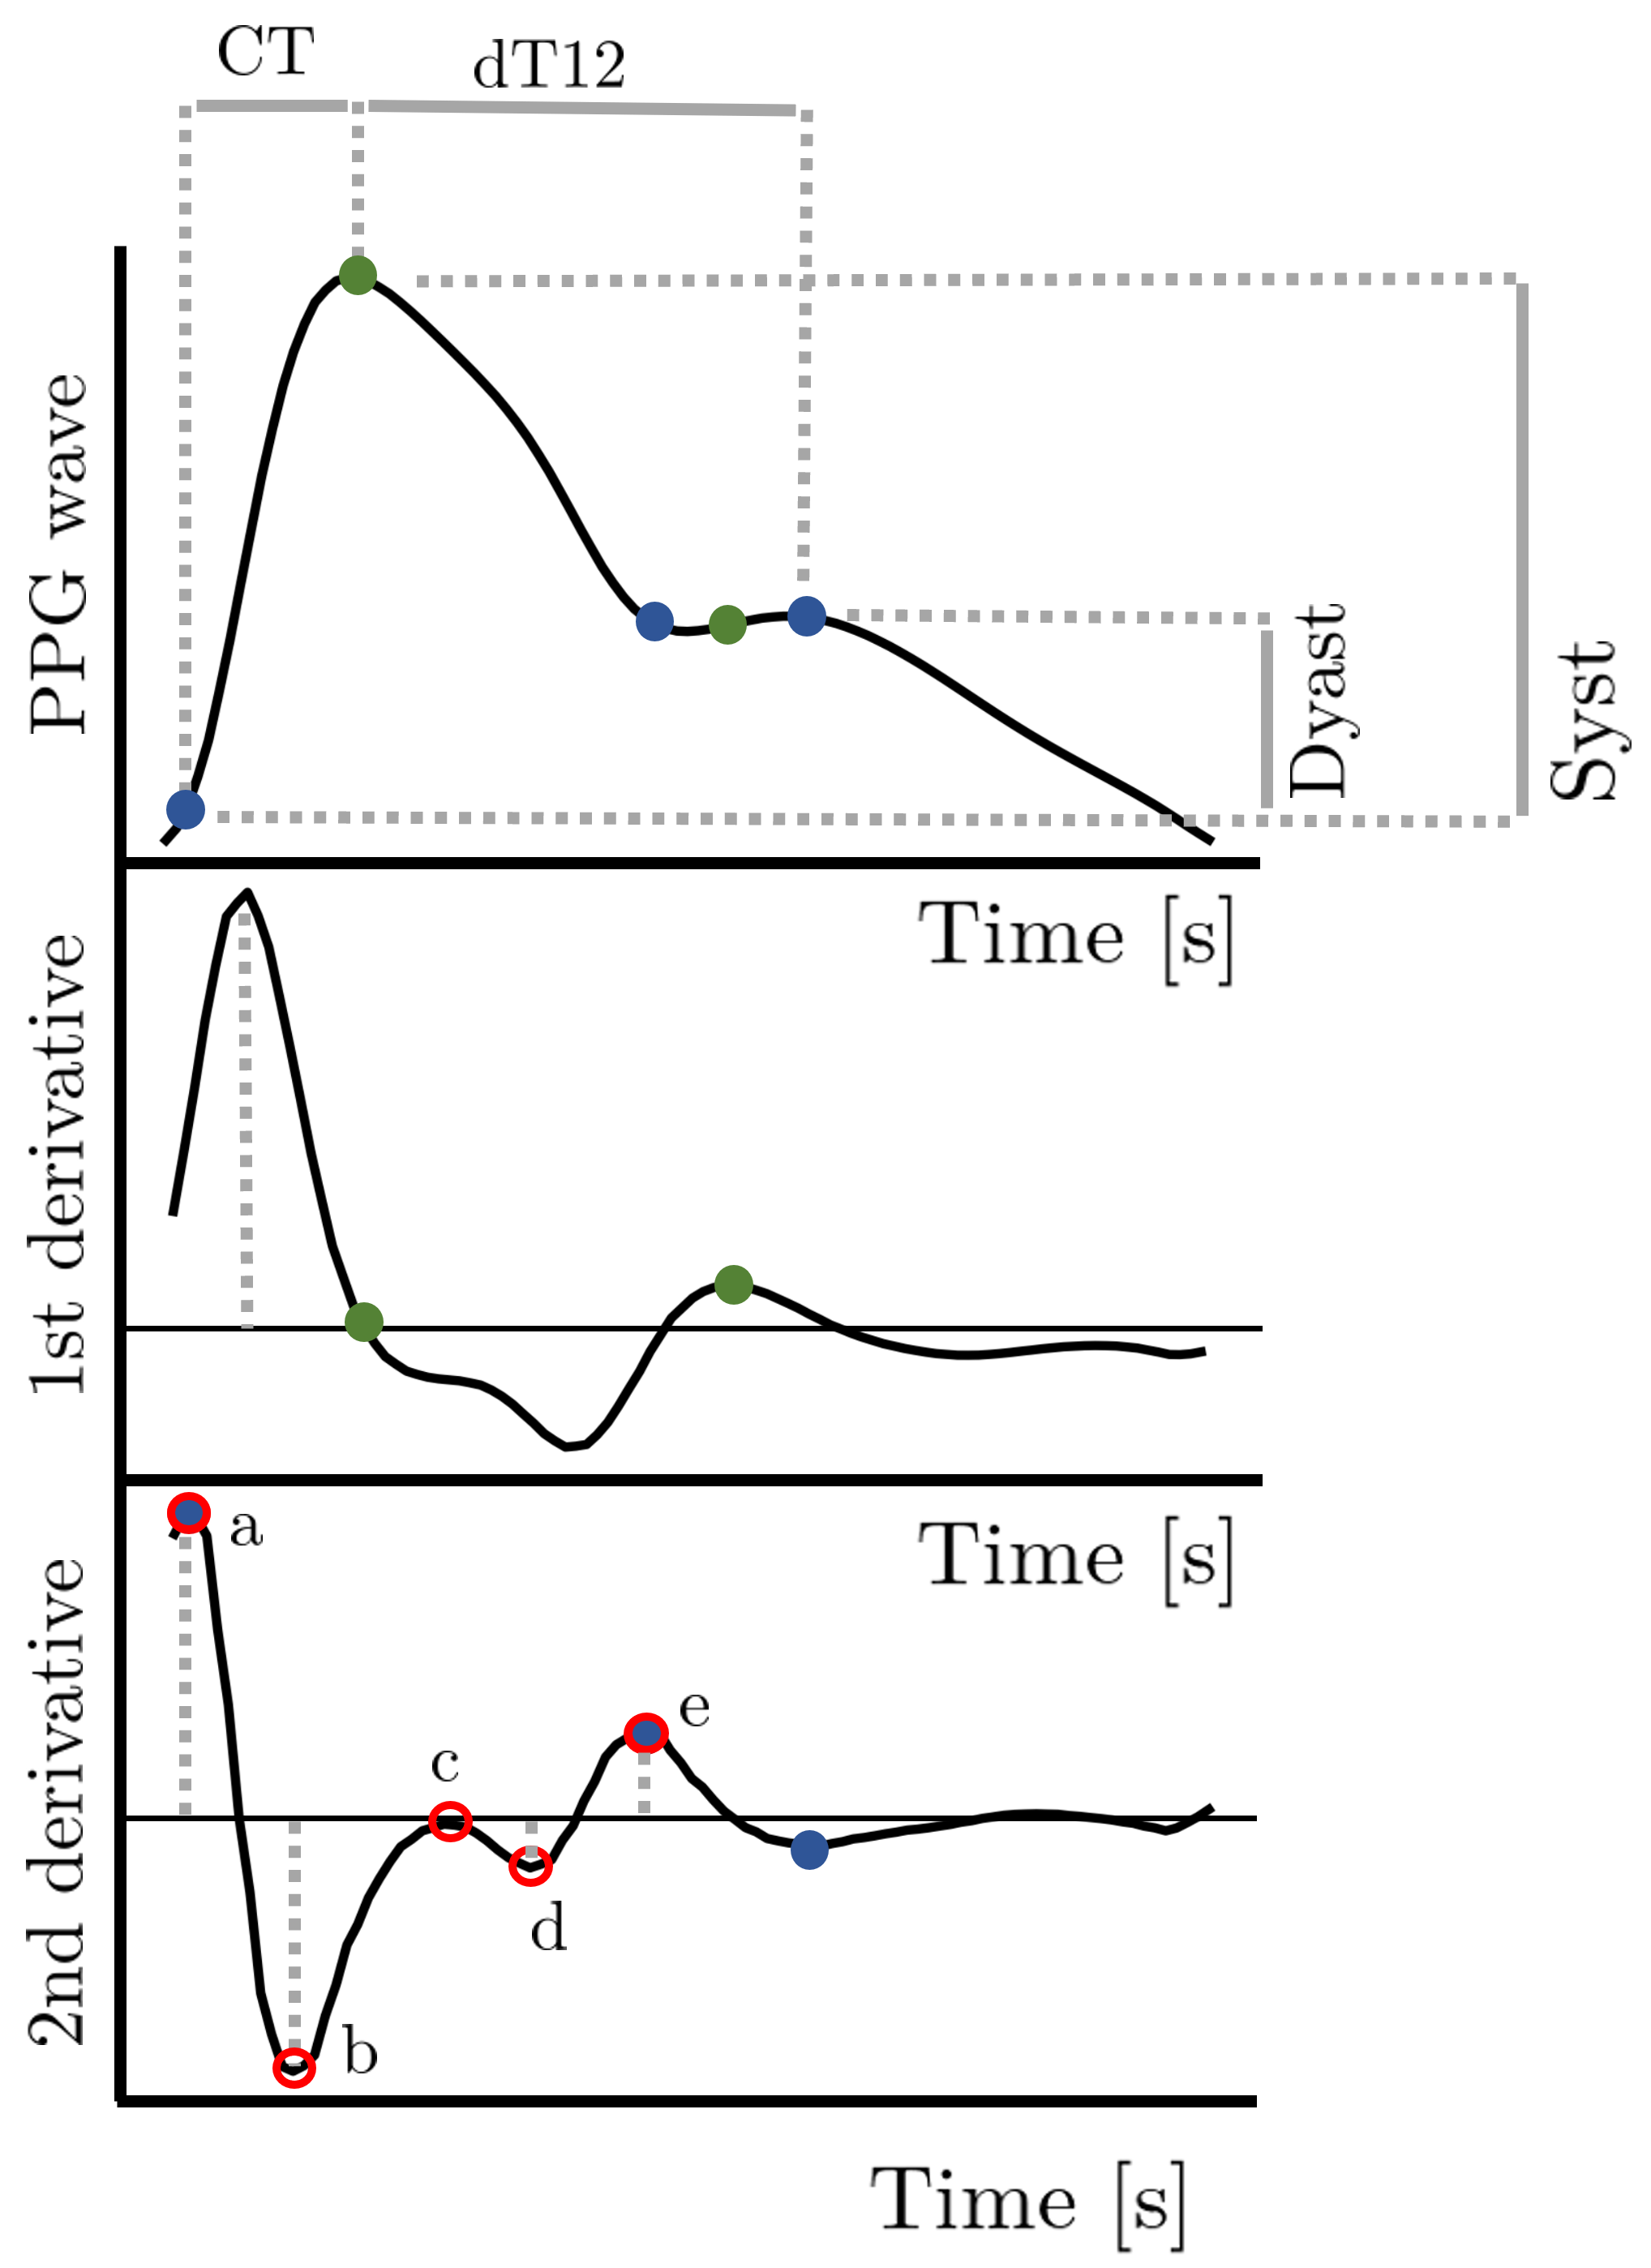 CT
dT12
PPG wave
Dyast
Syst
Time [s]
1st derivative
Time [s]
2nd derivative
a
b
c
d
e
Time [s]